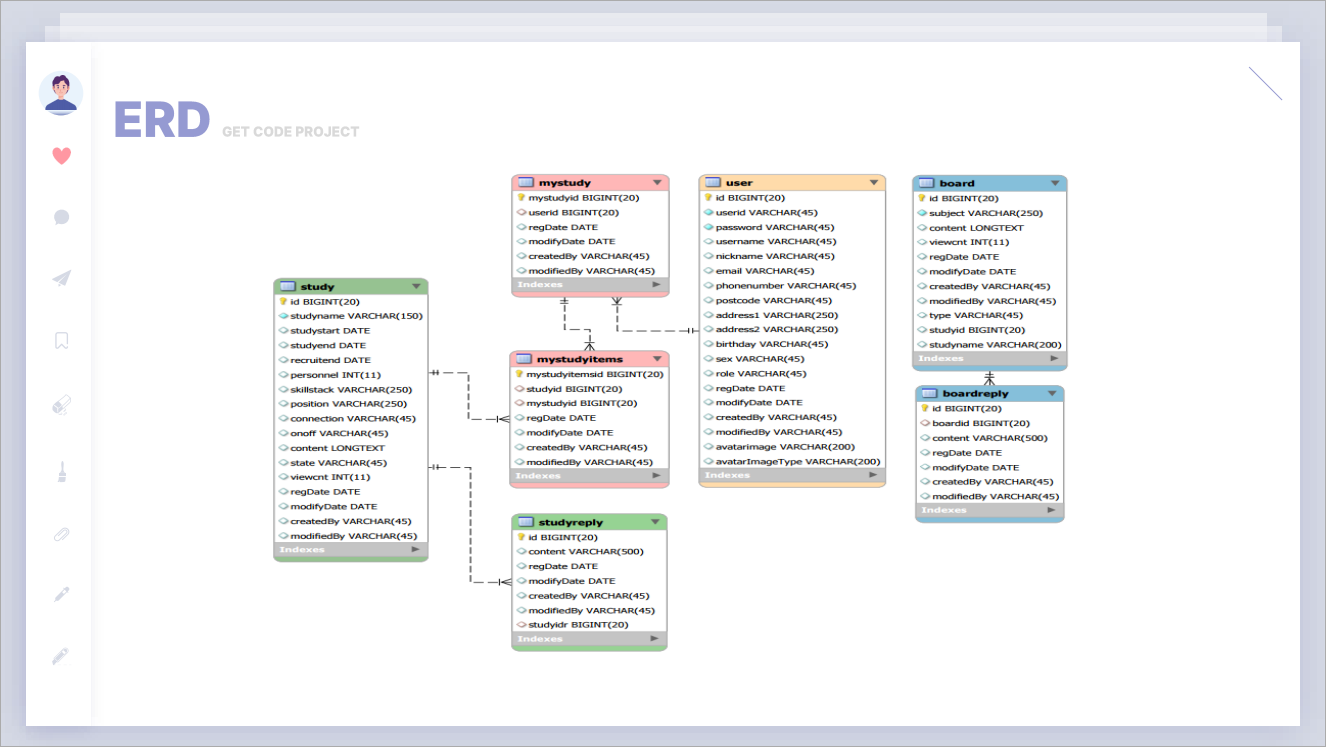 ERD GET CODE PROJECT
mystudy
mystudyid BIGINT(20)
userid BIGINT(20)
regDate DATE
modifyDate DATE
createdBy VARCHAR(45)
modifiedBy VARCHAR(45)
Indexes
user
id BIGINT(20)
userid VARCHAR(45)
password VARCHAR(45)
username VARCHAR(45)
nickname VARCHAR(45)
email VARCHAR(45)
phonenumber VARCHAR(45)
postcode VARCHAR(45)
address1 VARCHAR(250)
address2 VARCHAR(250)
birthday VARCHAR(45)
sex VARCHAR(45)
role VARCHAR(45)
regDate DATE
modifyDate DATE
createdBy VARCHAR(45)
modifiedBy VARCHAR(45)
avatarimage VARCHAR(200)
avatarImageType VARCHAR(200)
Indexes
board
id BIGINT(20)
subject VARCHAR(250)
content LONGTEXT
viewcnt INT(11)
regDate DATE
modifyDate DATE
createdBy VARCHAR(45)
modifiedBy VARCHAR(45)
type VARCHAR(45)
studyid BIGINT(20)
studyname VARCHAR(200)
Indexes
study
id BIGINT(20)
studyname VARCHAR(150)
studystart DATE
studyend DATE
recruitend DATE
personnel INT(11)
skillstack VARCHAR(250)
position VARCHAR(250)
connection VARCHAR(45)
onoff VARCHAR(45)
content LONGTEXT
state VARCHAR(45)
viewcnt INT(11)
regDate DATE
modifyDate DATE
createdBy VARCHAR(45)
modifiedBy VARCHAR(45)
Indexes
mystudyitems
mystudyitemsid BIGINT(20)
studyid BIGINT(20)
mystudyid BIGINT(20)
regDate DATE
modifyDate DATE
createdBy VARCHAR(45)
modifiedBy VARCHAR(45)
Indexes
boardreply
id BIGINT(20)
boardid BIGINT(20)
content VARCHAR(500)
regDate DATE
modifyDate DATE
createdBy VARCHAR(45)
modifiedBy VARCHAR(45)
Indexes
studyreply
id BIGINT(20)
content VARCHAR(500)
regDate DATE
modifyDate DATE
createdBy VARCHAR(45)
modifiedBy VARCHAR(45)
studyidr BIGINT(20)
Indexes